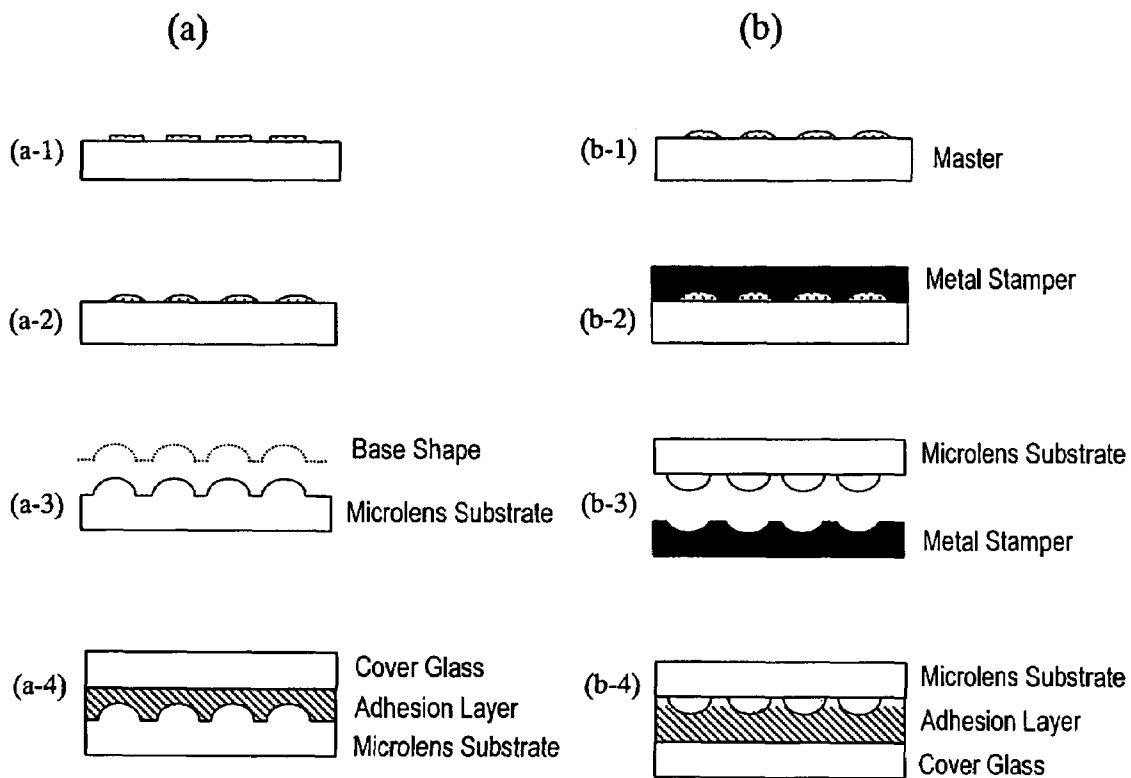 (a)
(a-1)
(a-2)
Base Shape
(a-3)
Microlens Substrate
(a-4)
Cover Glass
Adhesion Layer
Microlens Substrate
(b)
(b-1)
Master
Metal Stamper
(b-2)
Microlens Substrate
(b-3)
Metal Stamper
(b-4)
Microlens Substrate
Adhesion Layer
Cover Glass